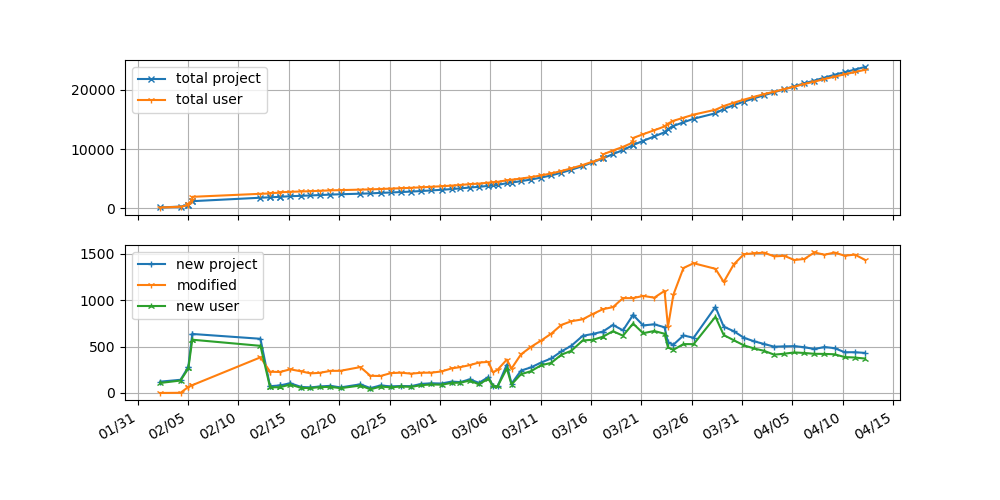 20000
10000
0
total project
total user
1500
1000
500
0
new project
modified
new user
01/31 02/05 02/10 02/15 02/20 02/25 03/01 03/06 03/11 03/16 03/21 03/26 03/31 04/05 04/10 04/15